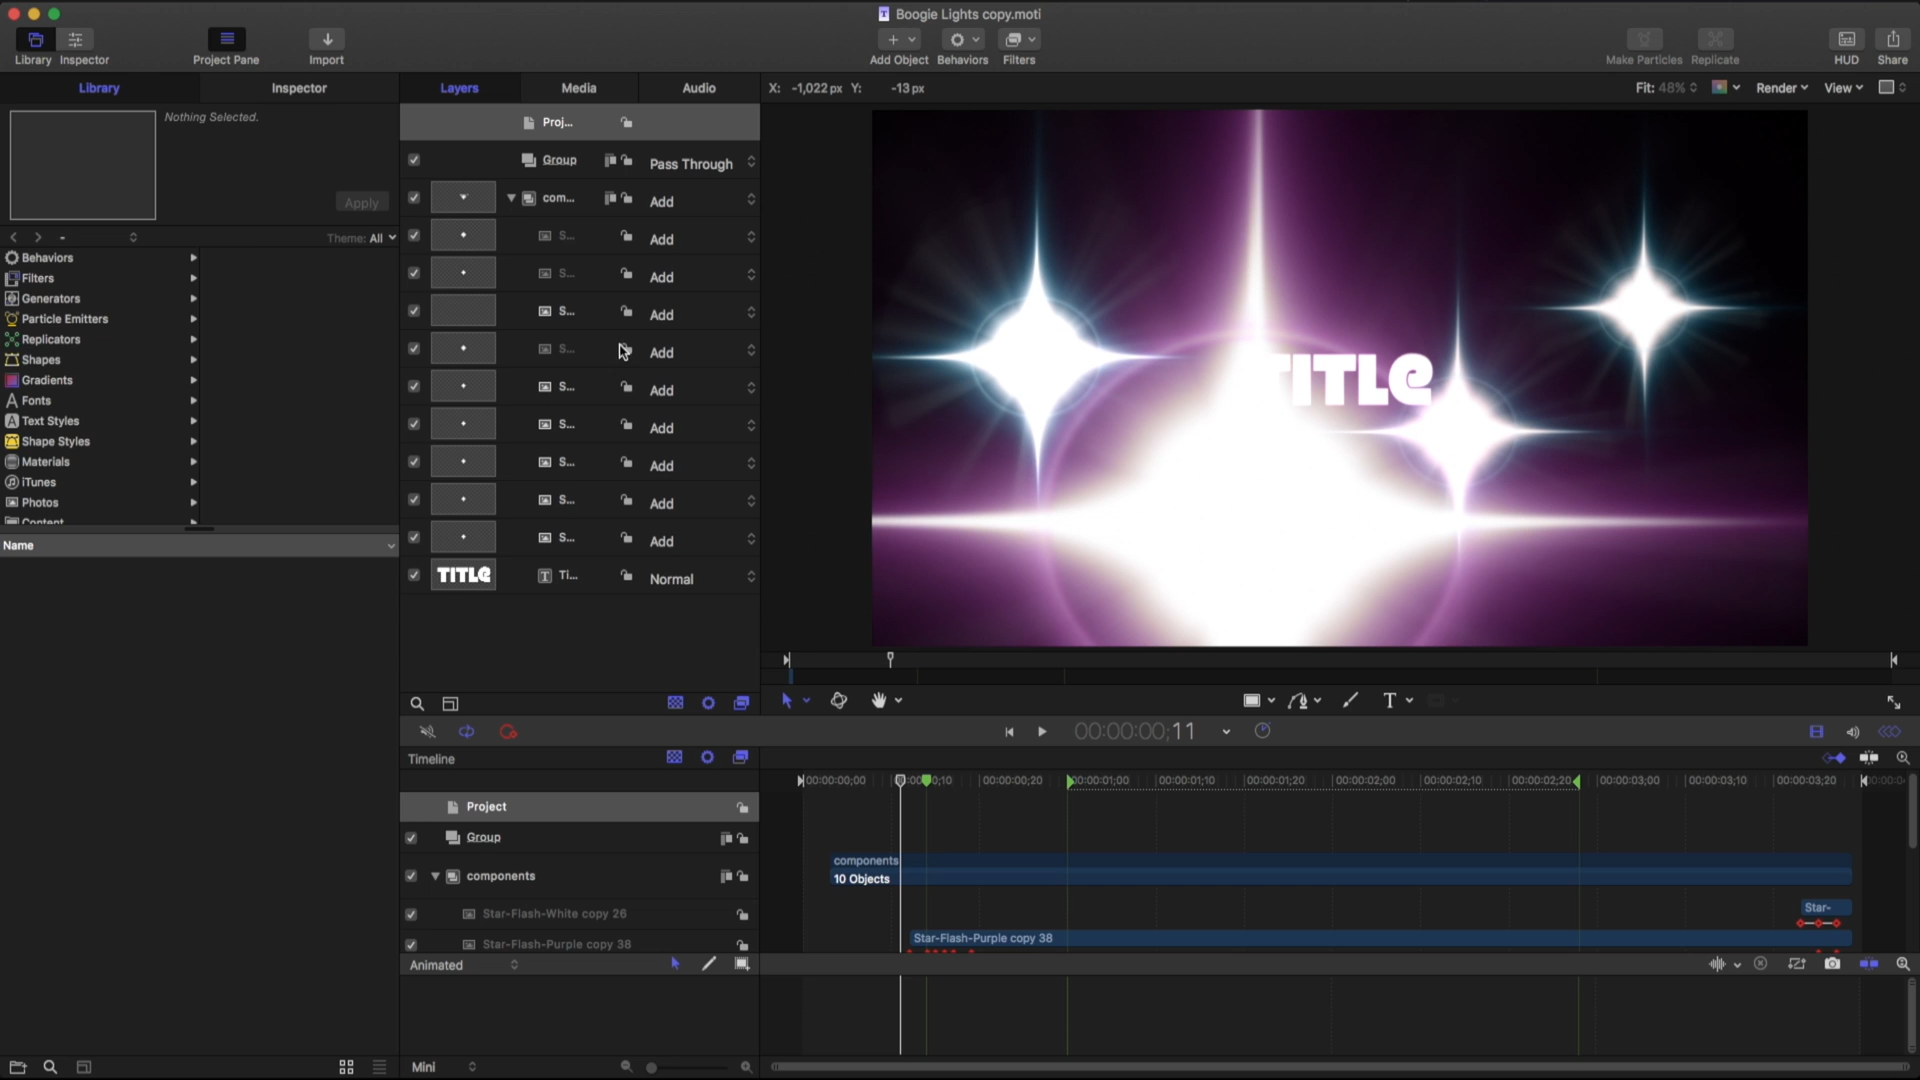 Boogie Lights copy.moti
Library Inspector Project Pane Import Add Object Behaviors Filters Make Particles Replicate HUD Share
Library Inspector Layers Media Audio X: -1,022 px Y: -13 px Fit: 48% Render View
Nothing Selected.
Apply
- Theme: All
Behaviors
Filters
Generators
Particle Emitters
Replicators
Shapes
Gradients
Fonts
Text Styles
Shape Styles
Materials
iTunes
Photos
Content
Name
Proj...
Group Pass Through
com... Add
S... Add
S... Add
S... Add
S... Add
S... Add
S... Add
S... Add
S... Add
S... Add
TITLE Ti... Normal
TITLE
00:00:00;11
Timeline
00:00:00;00 00:00:00;20 00:00:01;00 00:00:01;10 00:00:01;20 00:00:02;00 00:00:02;10 00:00:02;20 00:00:03;00 00:00:03;10 00:00:03;20
Project
Group
components
Star-Flash-White copy 26
Star-Flash-Purple copy 38
components
10 Objects
Star-
Star-Flash-Purple copy 38
Animated
Mini